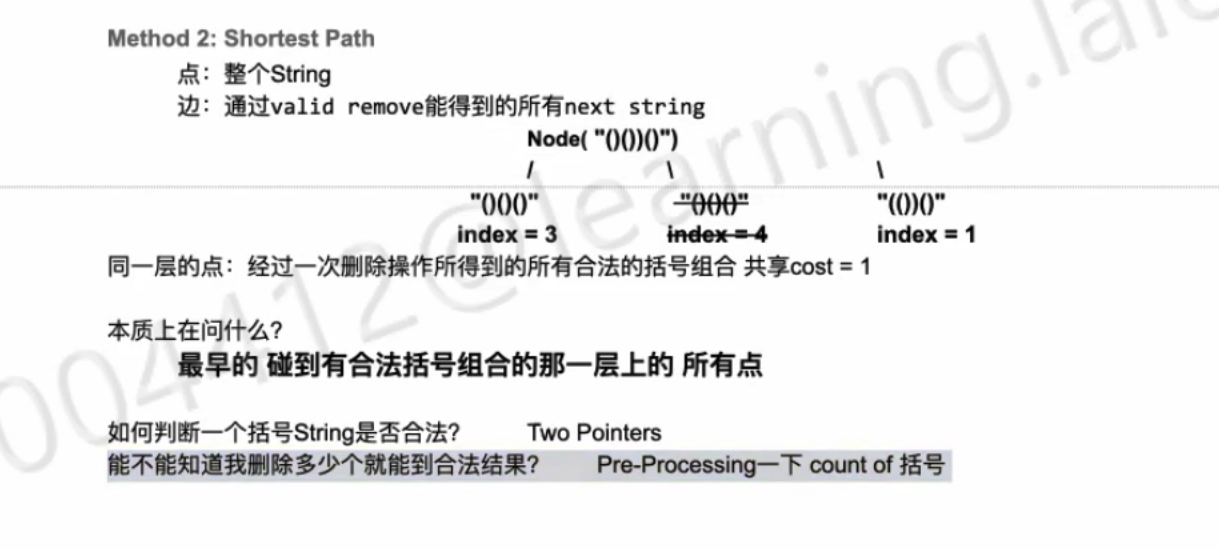 Method 2: Shortest Path
点：整个String
边：通过valid remove能得到的所有next string
Node( "()())()")
/ \ \
"()()()" "()()()" "(())()"
index = 3 index = 4 index = 1
同一层的点：经过一次删除操作所得到的所有合法的括号组合 共享cost = 1
本质上在问什么?
最早的 碰到有合法括号组合的那一层上的 所有点
如何判断一个括号String是否合法? Two Pointers
能不能知道我删除多少个就能到合法结果? Pre-Processing一下 count of 括号
004412@learning.lai